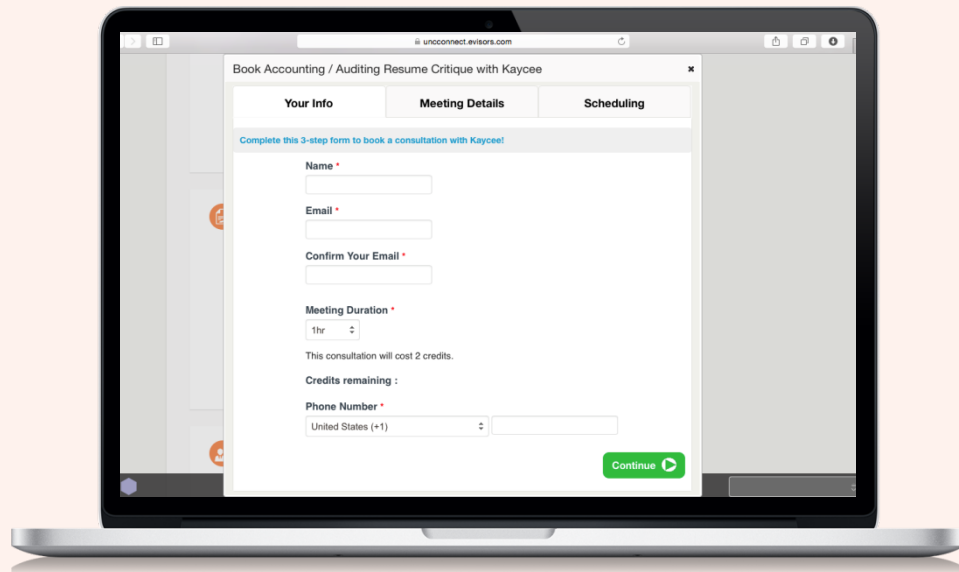 uncconnect.evisors.com
Book Accounting / Auditing Resume Critique with Kaycee
Your Info Meeting Details Scheduling
Complete this 3-step form to book a consultation with Kaycee!
Name *
Email *
Confirm Your Email *
Meeting Duration *
1hr
This consultation will cost 2 credits.
Credits remaining :
Phone Number *
United States (+1)
Continue